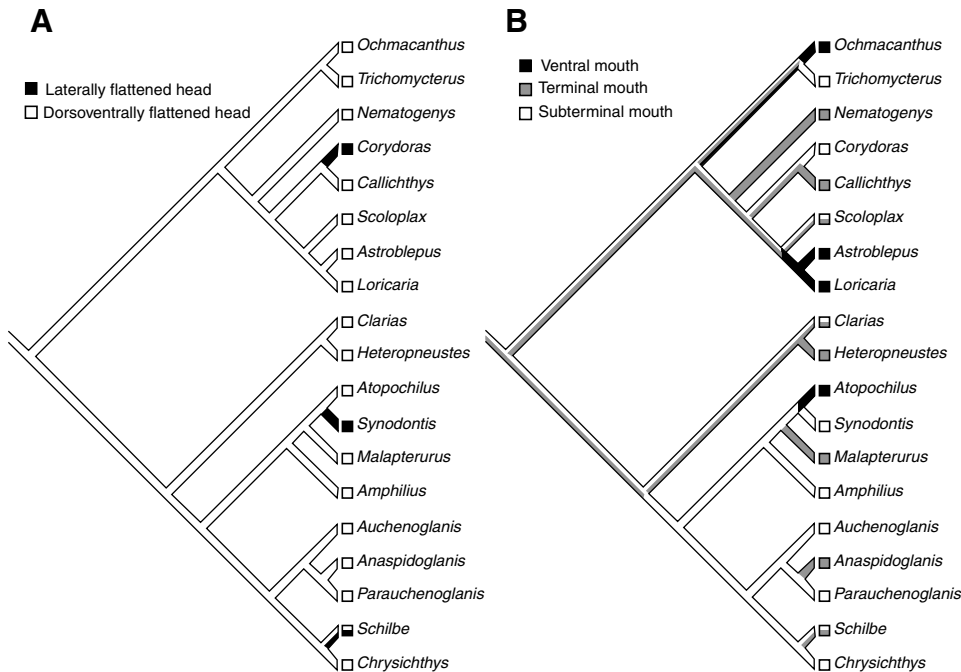 A
Laterally flattened head
Dorsoventrally flattened head
Ochmacanthus
Trichomycterus
Nematogenys
Corydoras
Callichthys
Scoloplax
Astroblepus
Loricaria
Clarias
Heteropneustes
Atopochilus
Synodontis
Malapterurus
Amphilius
Auchenoglanis
Anaspidoglanis
Parauchenoglanis
Schilbe
Chrysichthys
B
Ventral mouth
Terminal mouth
Subterminal mouth
Ochmacanthus
Trichomycterus
Nematogenys
Corydoras
Callichthys
Scoloplax
Astroblepus
Loricaria
Clarias
Heteropneustes
Atopochilus
Synodontis
Malapterurus
Amphilius
Auchenoglanis
Anaspidoglanis
Parauchenoglanis
Schilbe
Chrysichthys